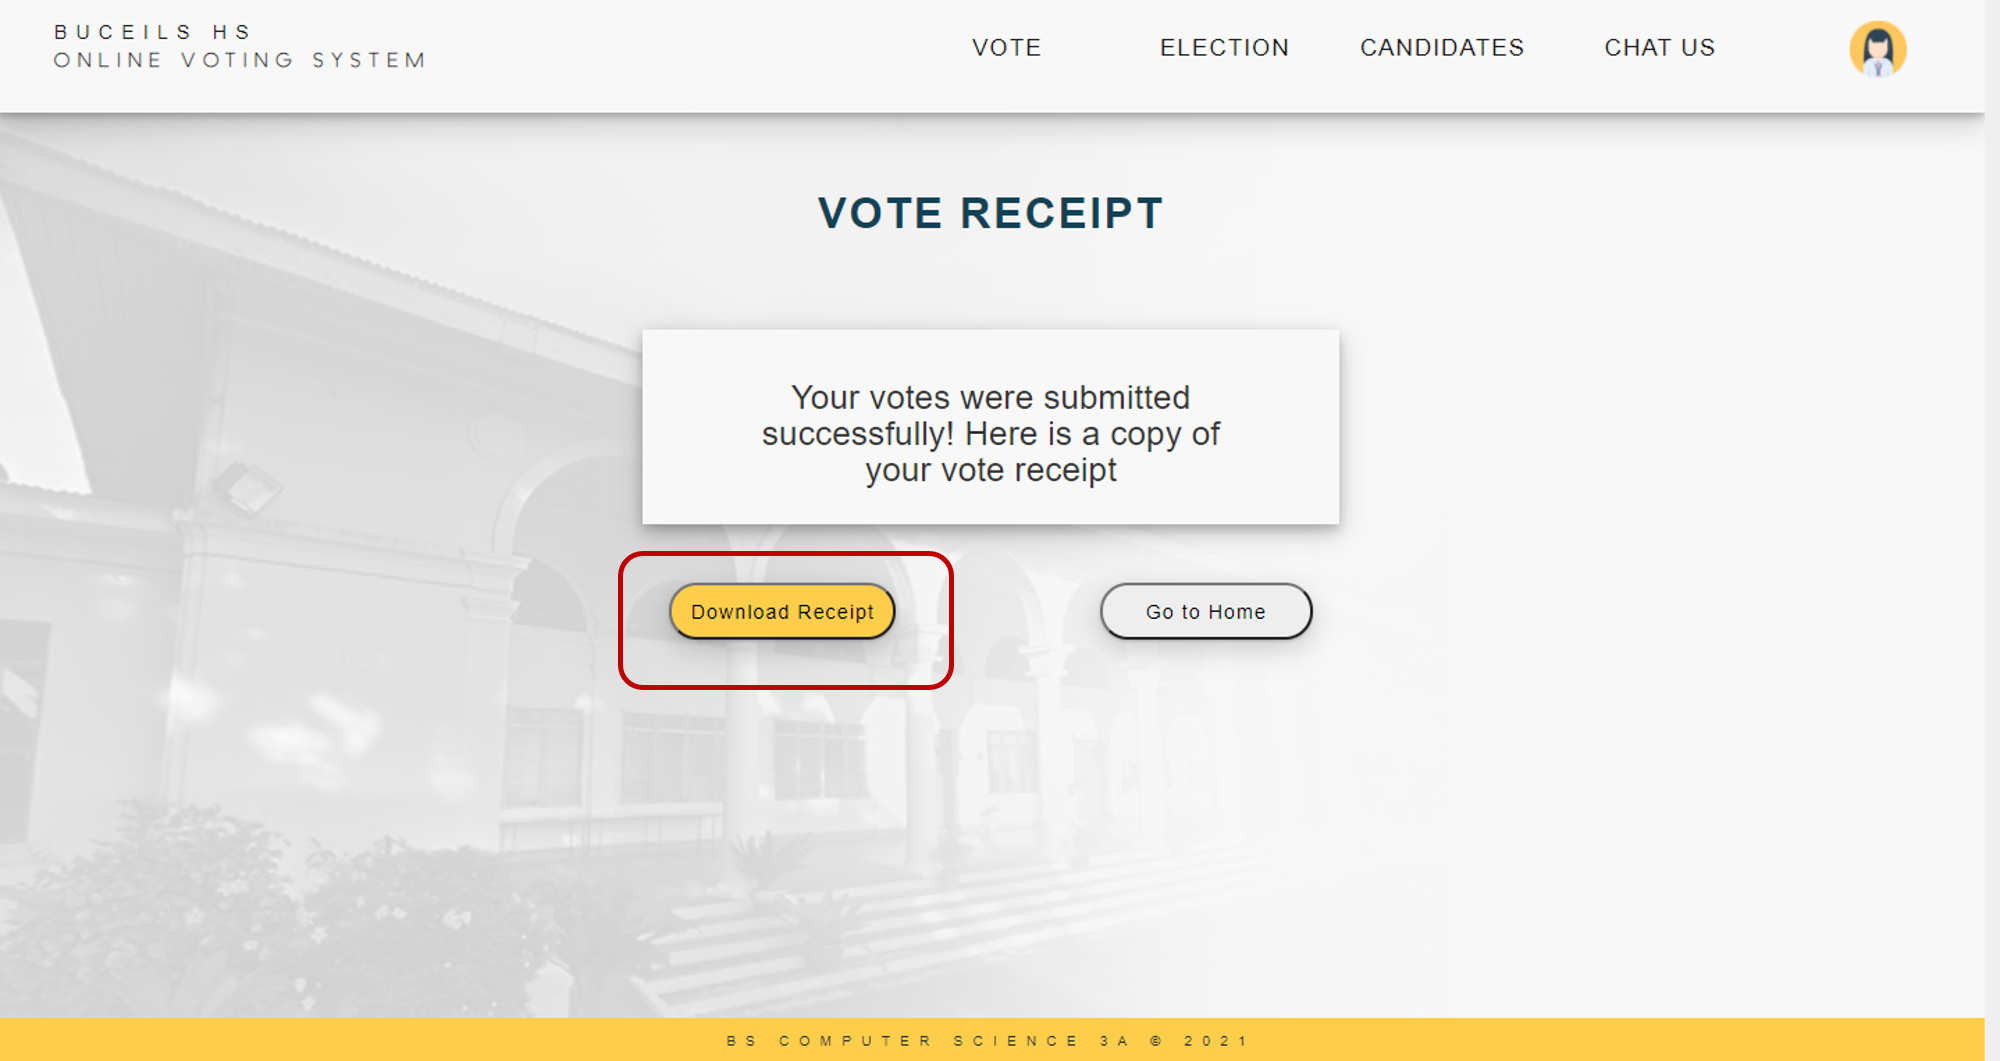 BUCEILS HS
ONLINE VOTING SYSTEM
VOTE
ELECTION
CANDIDATES
CHAT US
VOTE RECEIPT
Your votes were submitted
successfully! Here is a copy of
your vote receipt
Download Receipt
Go to Home
BS COMPUTER SCIENCE 3A © 2021